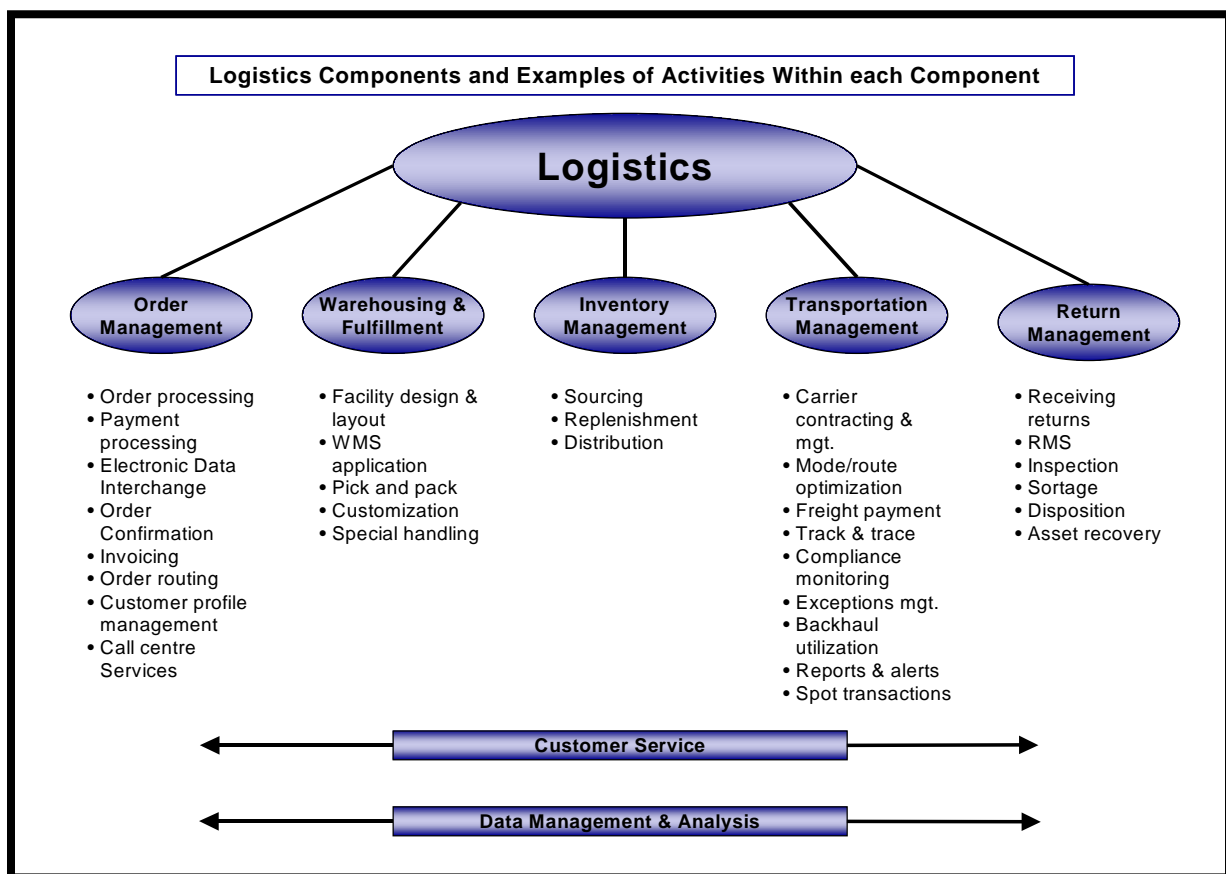 Logistics Components and Examples of Activities Within each Component
Logistics
Order
Management
Warehousing &
Fulfillment
Inventory
Management
Transportation
Management
Return
Management
• Order processing
• Payment
processing
• Electronic Data
Interchange
• Order
Confirmation
• Invoicing
• Order routing
• Customer profile
management
• Call centre
Services
• Facility design &
layout
• WMS
application
• Pick and pack
• Customization
• Special handling
• Sourcing
• Replenishment
• Distribution
• Carrier
contracting &
mgt.
• Mode/route
optimization
• Freight payment
• Track & trace
• Compliance
monitoring
• Exceptions mgt.
• Backhaul
utilization
• Reports & alerts
• Spot transactions
• Receiving
returns
• RMS
• Inspection
• Sortage
• Disposition
• Asset recovery
Customer Service
Data Management & Analysis